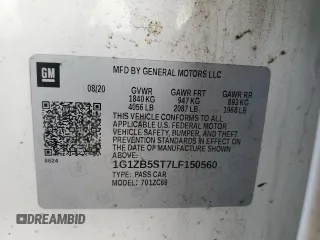 GM
MFD BY GENERAL MOTORS LLC
08/20
GVWR GAWR FRT GAWR RR
1840 KG 947 KG 893 KG
4056 LB 2087 LB 1968 LB
THIS VEHICLE CONFORMS TO ALL APPLICABLE
U.S. FEDERAL MOTOR VEHICLE SAFETY,
BUMPER, AND THEFT PREVENTION STANDARDS
IN EFFECT ON THE DATE OF MANUFACTURE
SHOWN ABOVE.
1G1ZB5ST7LF150560
TYPE: PASS CAR
MODEL: 701ZC69
AUTOBIDMASTER